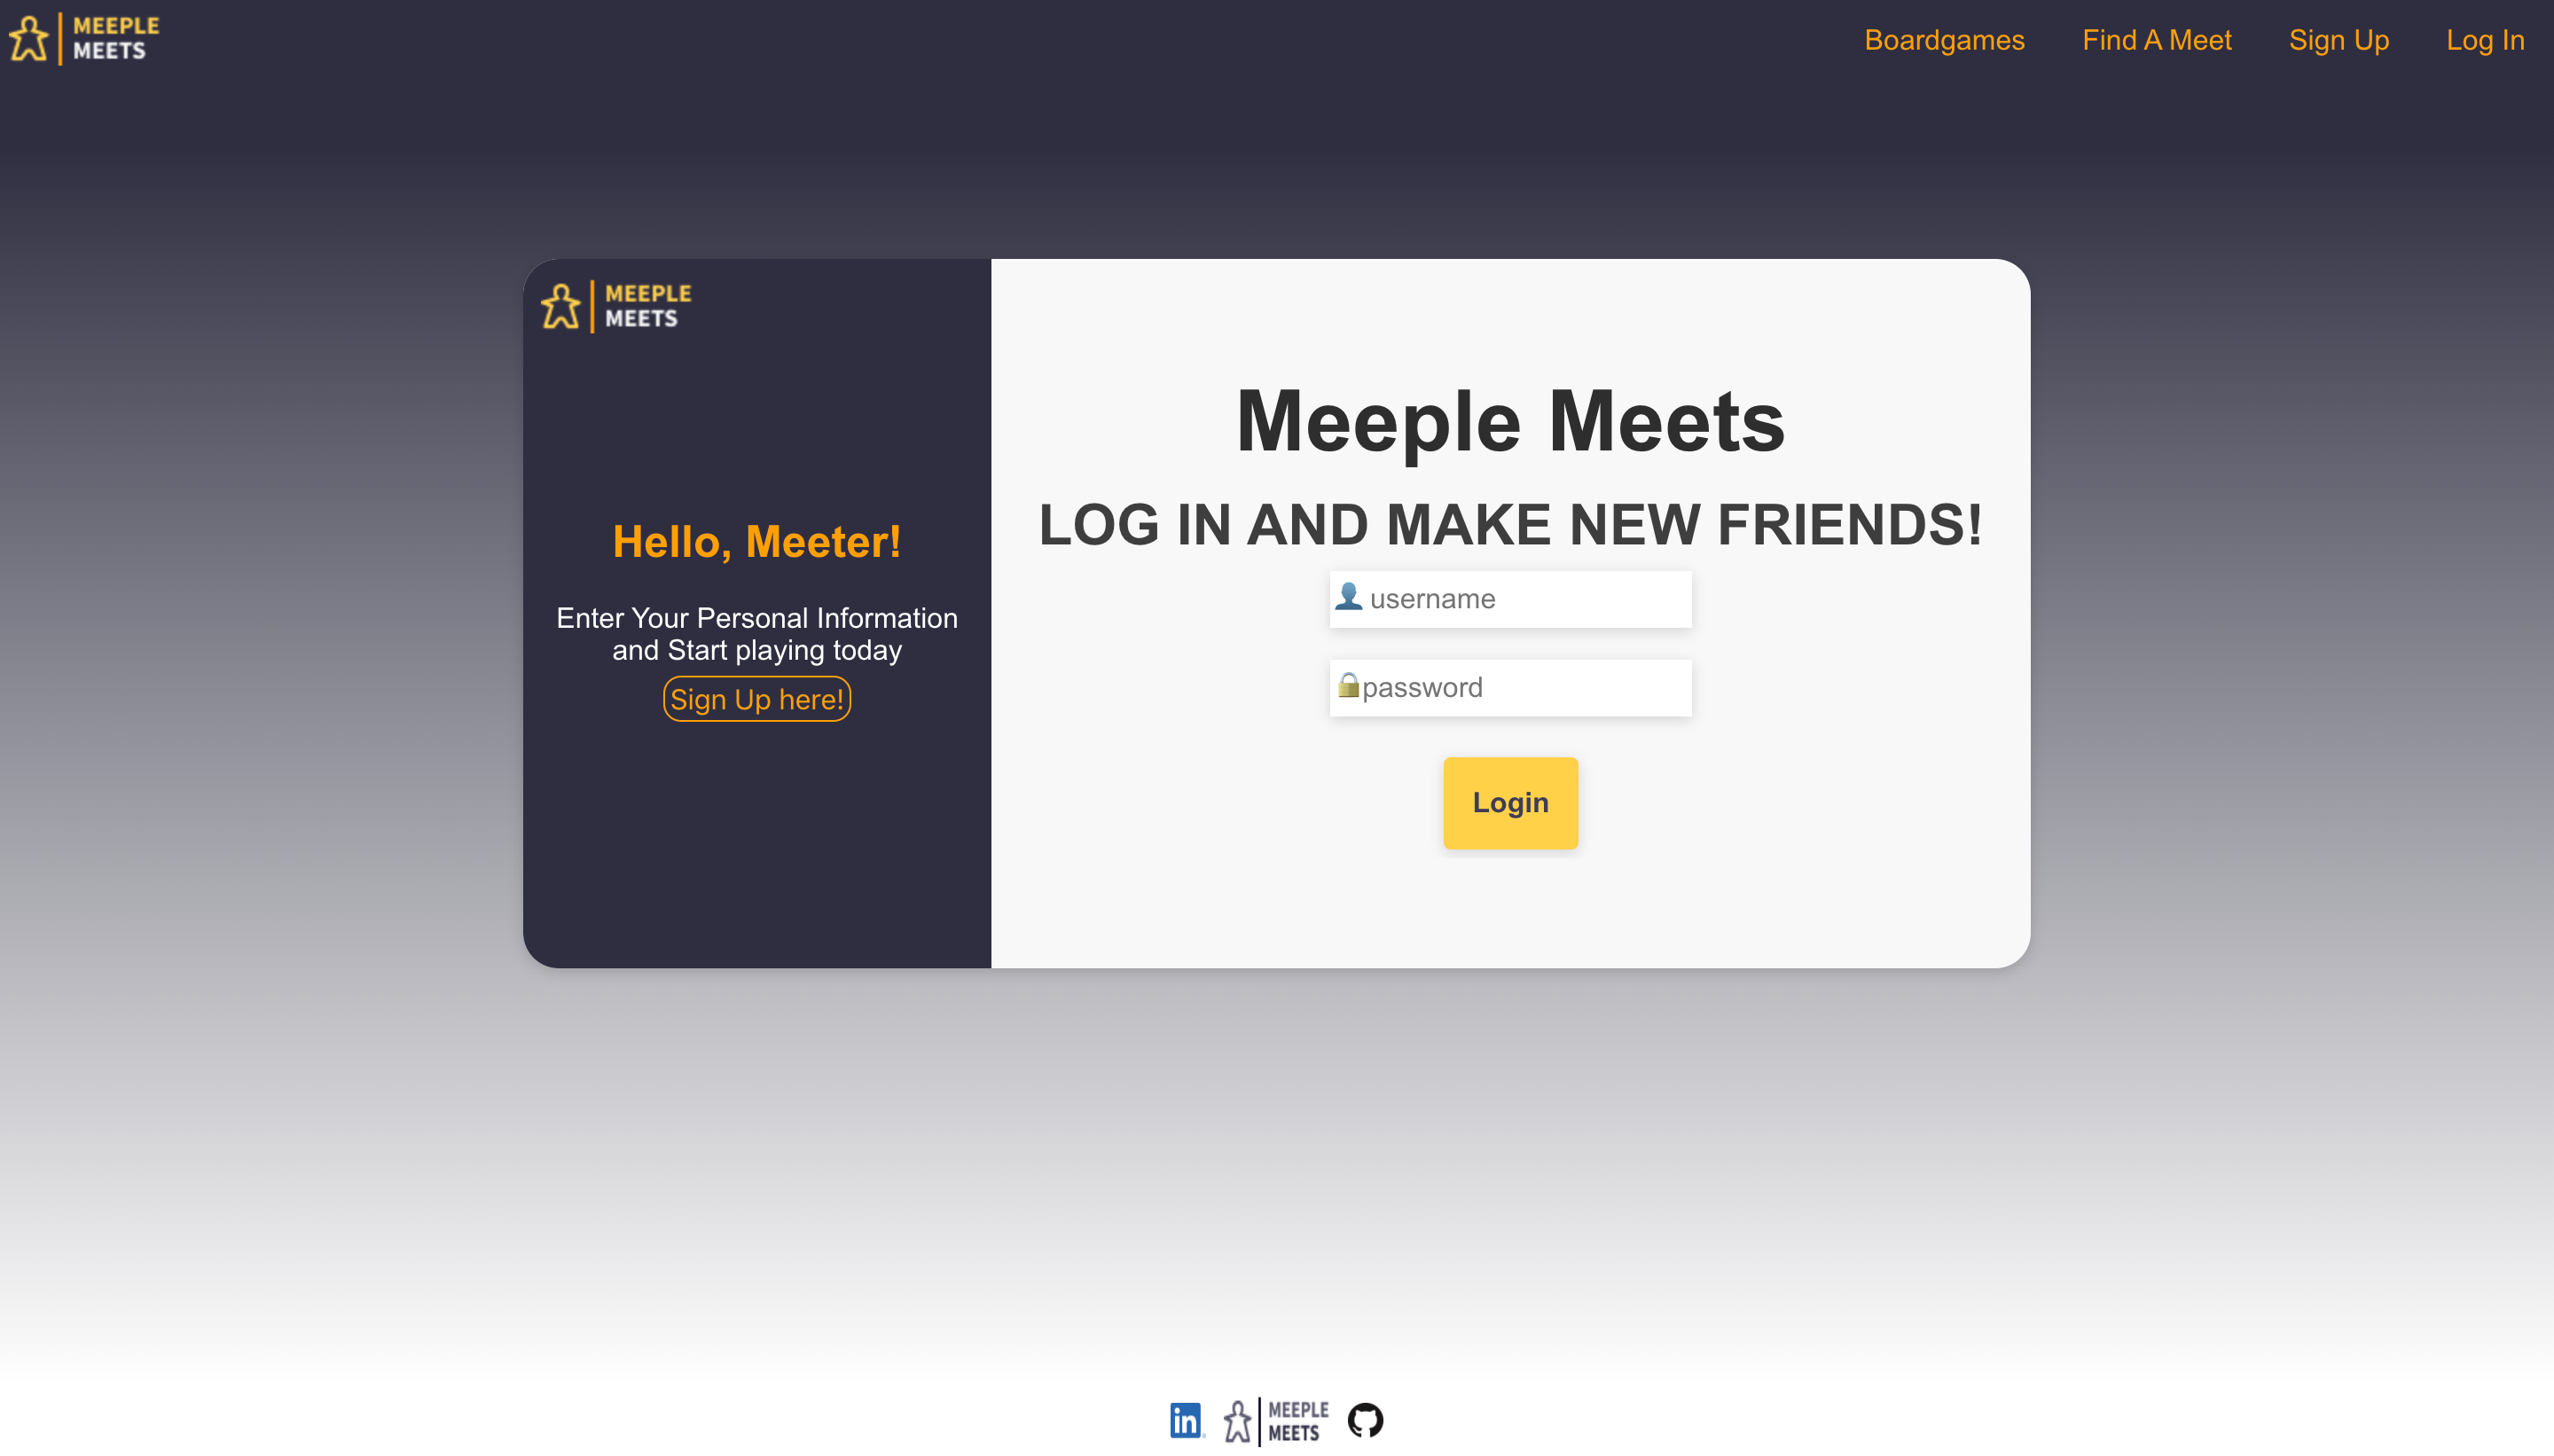 MEEPLE
MEETS
Boardgames
Find A Meet
Sign Up
Log In
MEEPLE
MEETS
Hello, Meeter!
Enter Your Personal Information
and Start playing today
Sign Up here!
Meeple Meets
LOG IN AND MAKE NEW FRIENDS!
username
password
Login
in
MEEPLE
MEETS